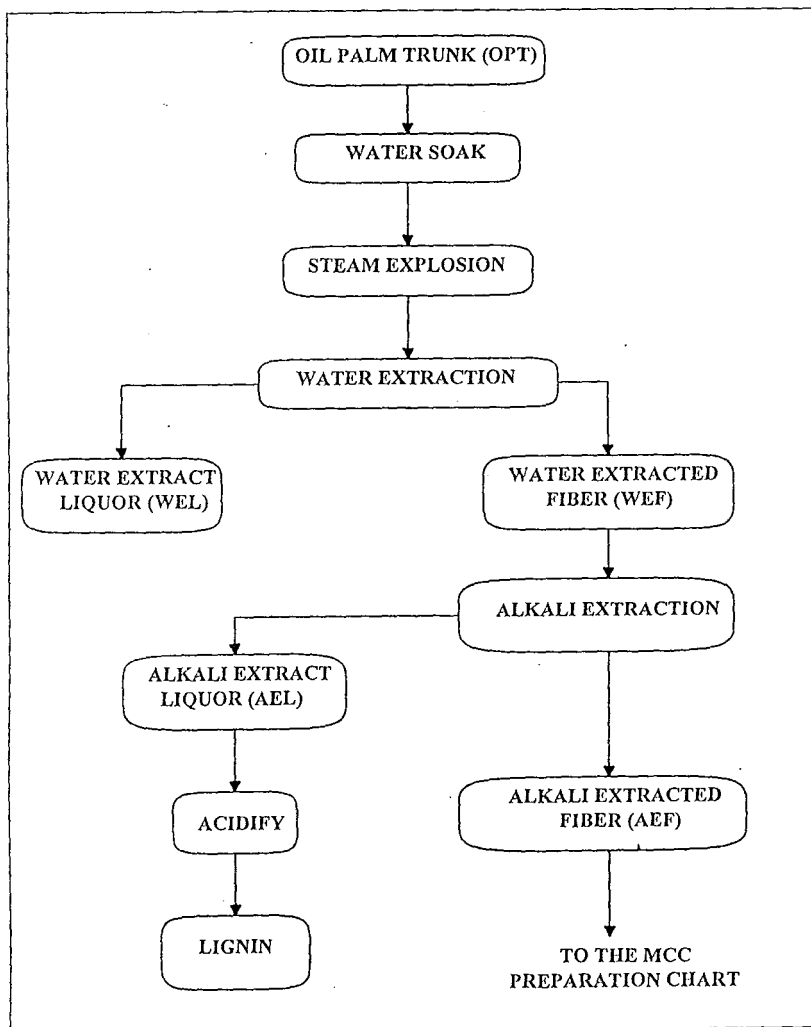 OIL PALM TRUNK (OPT)
WATER SOAK
STEAM EXPLOSION
WATER EXTRACTION
WATER EXTRACT
LIQUOR (WEL)
WATER EXTRACTED
FIBER (WEF)
ALKALI EXTRACTION
ALKALI EXTRACT
LIQUOR (AEL)
ALKALI EXTRACTED
FIBER (AEF)
ACIDIFY
LIGNIN
TO THE MCC
PREPARATION CHART